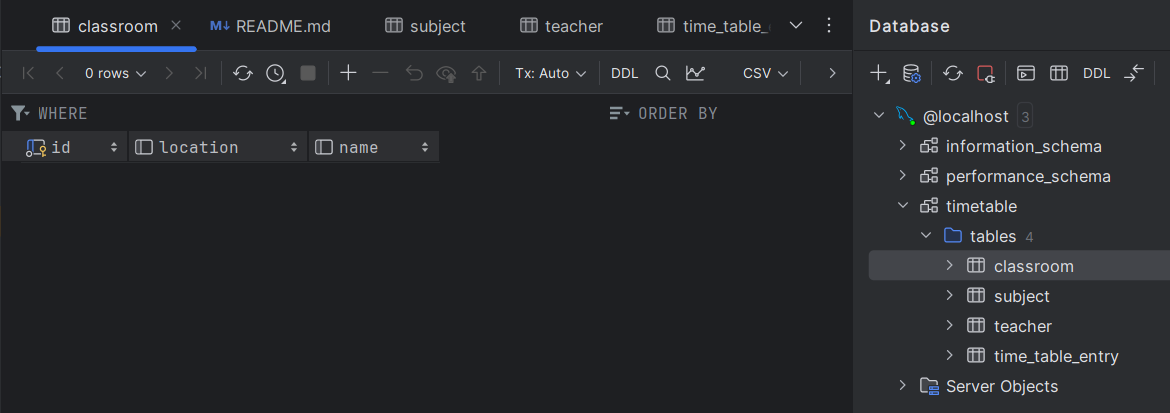 classroom README.md subject teacher time_table_
0 rows Tx: Auto DDL CSV
WHERE ORDER BY
id location name
Database
DDL
@localhost 3
information_schema
performance_schema
timetable
tables 4
classroom
subject
teacher
time_table_entry
Server Objects